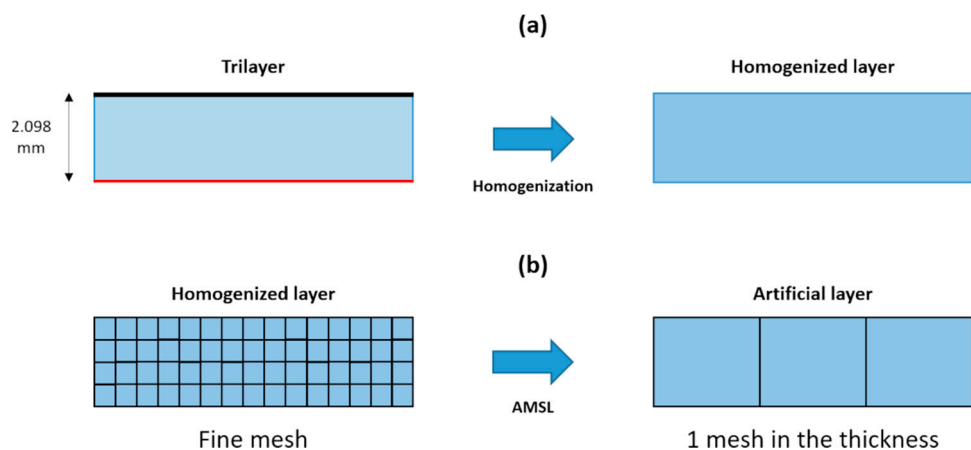 (a)
Trilayer
Homogenized layer
2.098
mm
Homogenization
(b)
Homogenized layer
Artificial layer
AMSL
Fine mesh
1 mesh in the thickness